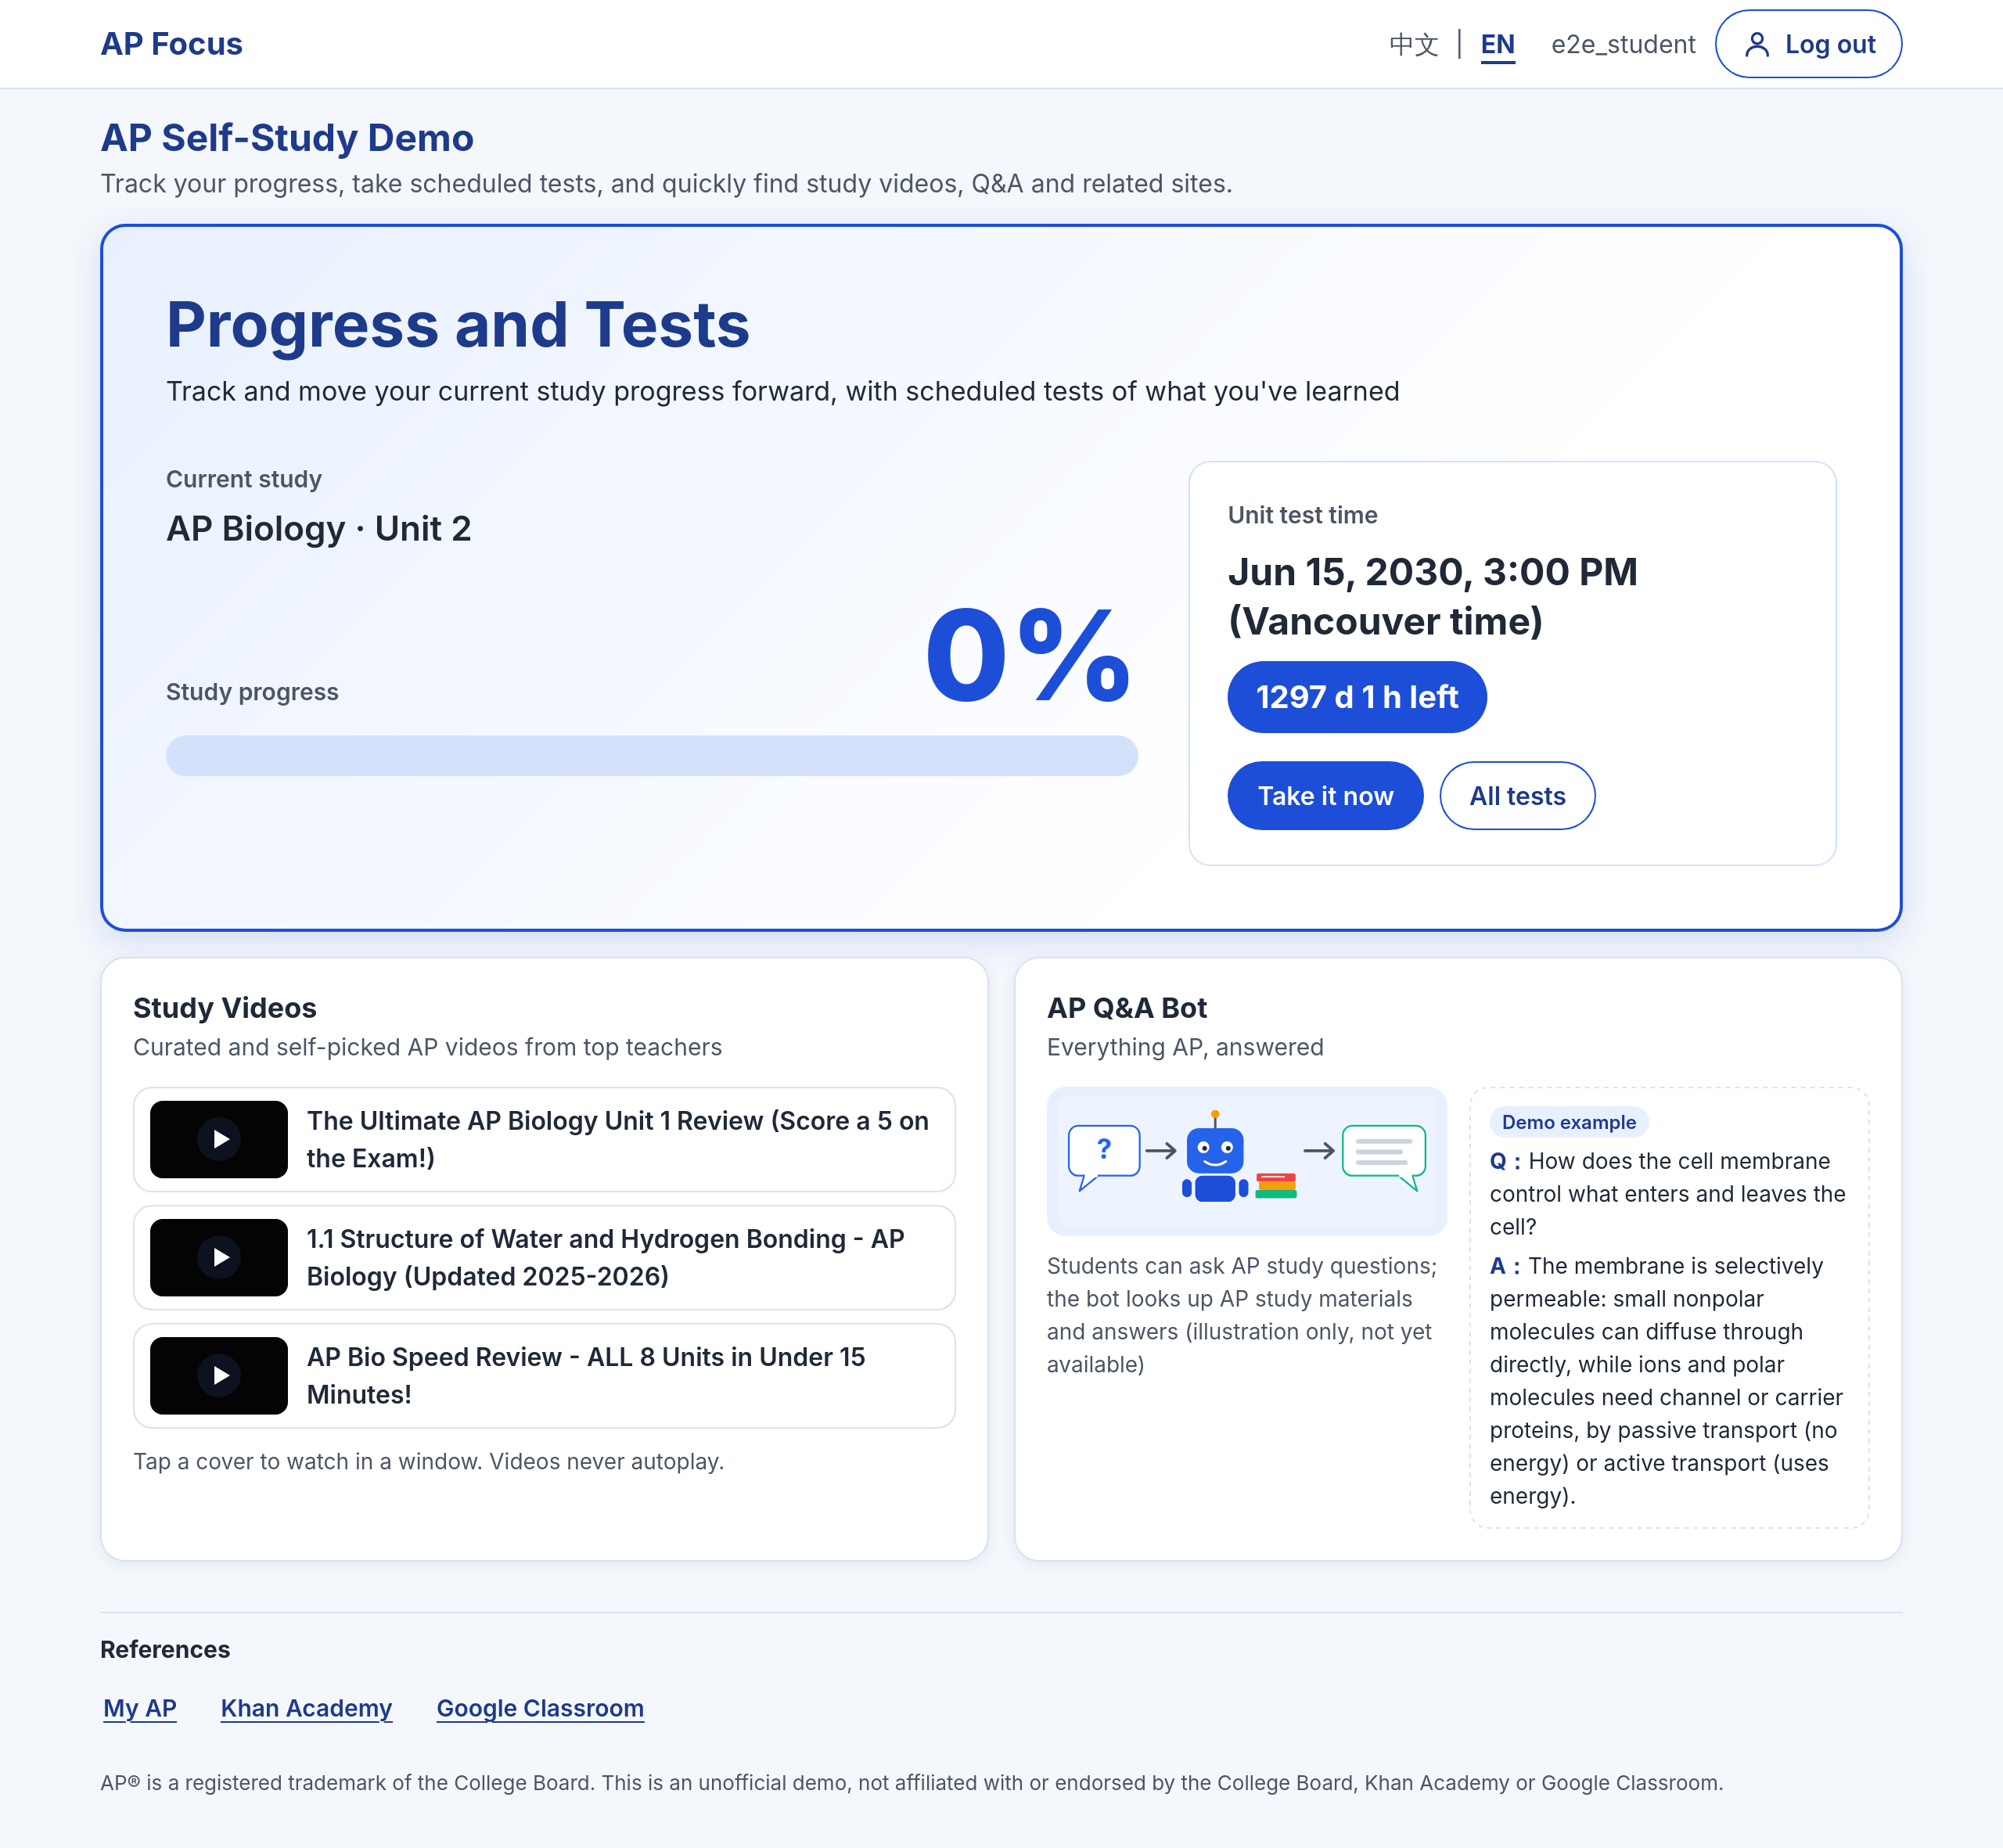 AP Focus
中文 | EN e2e_student Log out
AP Self-Study Demo
Track your progress, take scheduled tests, and quickly find study videos, Q&A and related sites.
Progress and Tests
Track and move your current study progress forward, with scheduled tests of what you've learned
Current study
AP Biology · Unit 2
Study progress
0%
Unit test time
Jun 15, 2030, 3:00 PM
(Vancouver time)
1297 d 1 h left
Take it now
All tests
Study Videos
Curated and self-picked AP videos from top teachers
The Ultimate AP Biology Unit 1 Review (Score a 5 on
the Exam!)
1.1 Structure of Water and Hydrogen Bonding - AP
Biology (Updated 2025-2026)
AP Bio Speed Review - ALL 8 Units in Under 15
Minutes!
Tap a cover to watch in a window. Videos never autoplay.
AP Q&A Bot
Everything AP, answered
?
Students can ask AP study questions;
the bot looks up AP study materials
and answers (illustration only, not yet
available)
Demo example
Q：How does the cell membrane
control what enters and leaves the
cell?
A：The membrane is selectively
permeable: small nonpolar
molecules can diffuse through
directly, while ions and polar
molecules need channel or carrier
proteins, by passive transport (no
energy) or active transport (uses
energy).
References
My AP
Khan Academy
Google Classroom
AP® is a registered trademark of the College Board. This is an unofficial demo, not affiliated with or endorsed by the College Board, Khan Academy or Google Classroom.